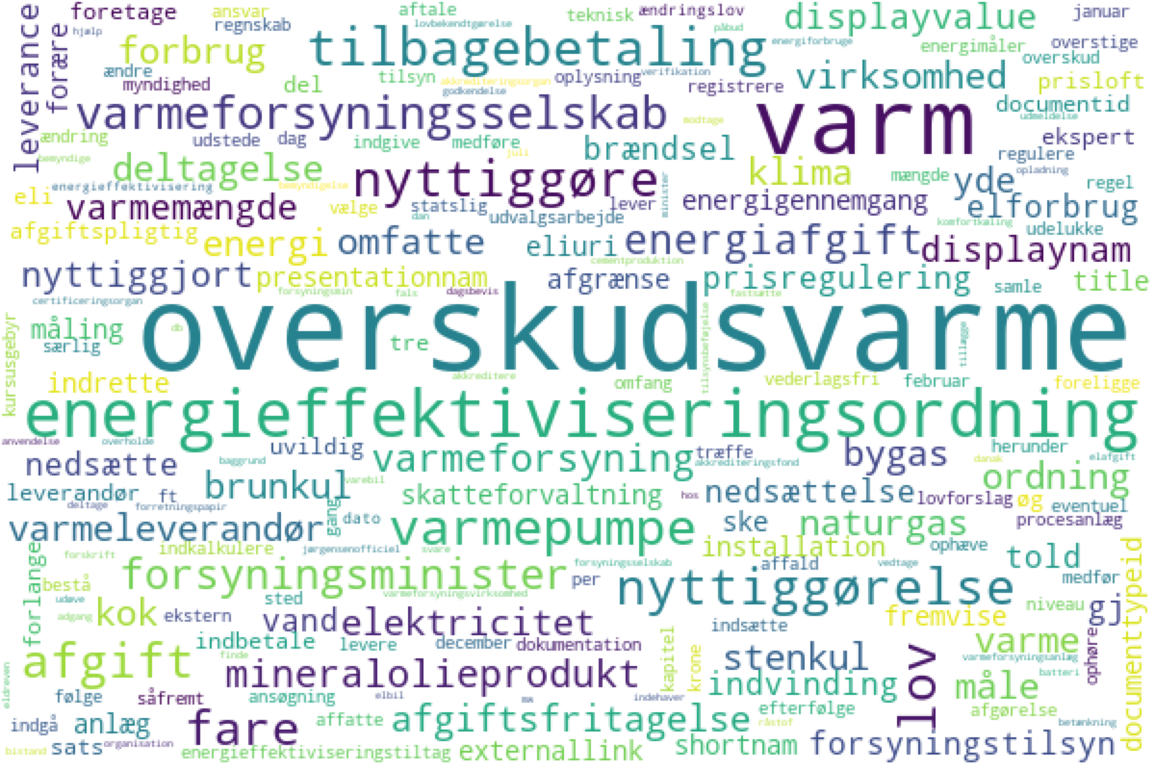 foretage ansvar regnskab aftale lovbekendtgørelse teknisk ændringslov påbud displayvalue januar
leverance forære hjælp forbrug tilbagebetaling energiforbruge energimåler overstige
ændre myndighed del tilsyn akkrediteringsorgan godkendelse oplysning verifikation registrere virksomhed overskud prisloft
varmeforsyningsselskab modtage varm documentid udmeldelse
ændring udstede dag indgive medføre juli brændsel ekspert
bemyndige deltagelse nyttiggøre klima mængde regulere opladning
eli energieffektivisering bemyndigelse varmemængde vælge statslig lever minister energigennemgang yde regel elforbrug
afgiftspligtig energi dan omfatte udvalgsarbejde eliuri energiafgift komfortkøling udelukke displaynam
nyttiggjort presentationnam cementproduktion afgrænse prisregulering samle title
certificeringsorgan forsyningsmin fals dagsbevis fastsætte
kursusgebyr måling db overskudsvarme tilsynsbeføjelse tillægge
særlig tre
indrette akkreditere omfang vederlagsfri februar foreligge
energieffektiviseringsordning
anvendelse overholde uvildig træffe bygas herunder elafgift
nedsætte baggrund varmeforsyning akkrediteringsfond dansk ordning
leverandør ft brunkul varebil skatteforvaltning hos nedsættelse lovforslag øg eventuel
deltage forretningspapir gang dato
varmeleverandør varmepumpe ske naturgas procesanlæg
forlange forskrift indkalkulere jørgensenofficiel svare installation ophæve told documenttypeid
bestå forsyningsminister per forsyningsselskab affald vedtage medfør
udøve sted varmeforsyningsvirksomhed nyttiggørelse niveau gj
adgang kok ekstern vand elektricitet indsætte fremvise
indbetale levere december dokumentation kapitel varme ophøre
eldreven afgift finde mineralolieprodukt krone stenkul varmeforsyningsanlæg batteri
følge såfremt ansøgning elbil indehaver indvinding lov måle
indgå anlæg fare affatte afgiftsfritagelse efterfølge råstof afgørelse betænkning
bistand sats organisation energieffektiviseringstiltag externallink shortnam forsyningstilsyn